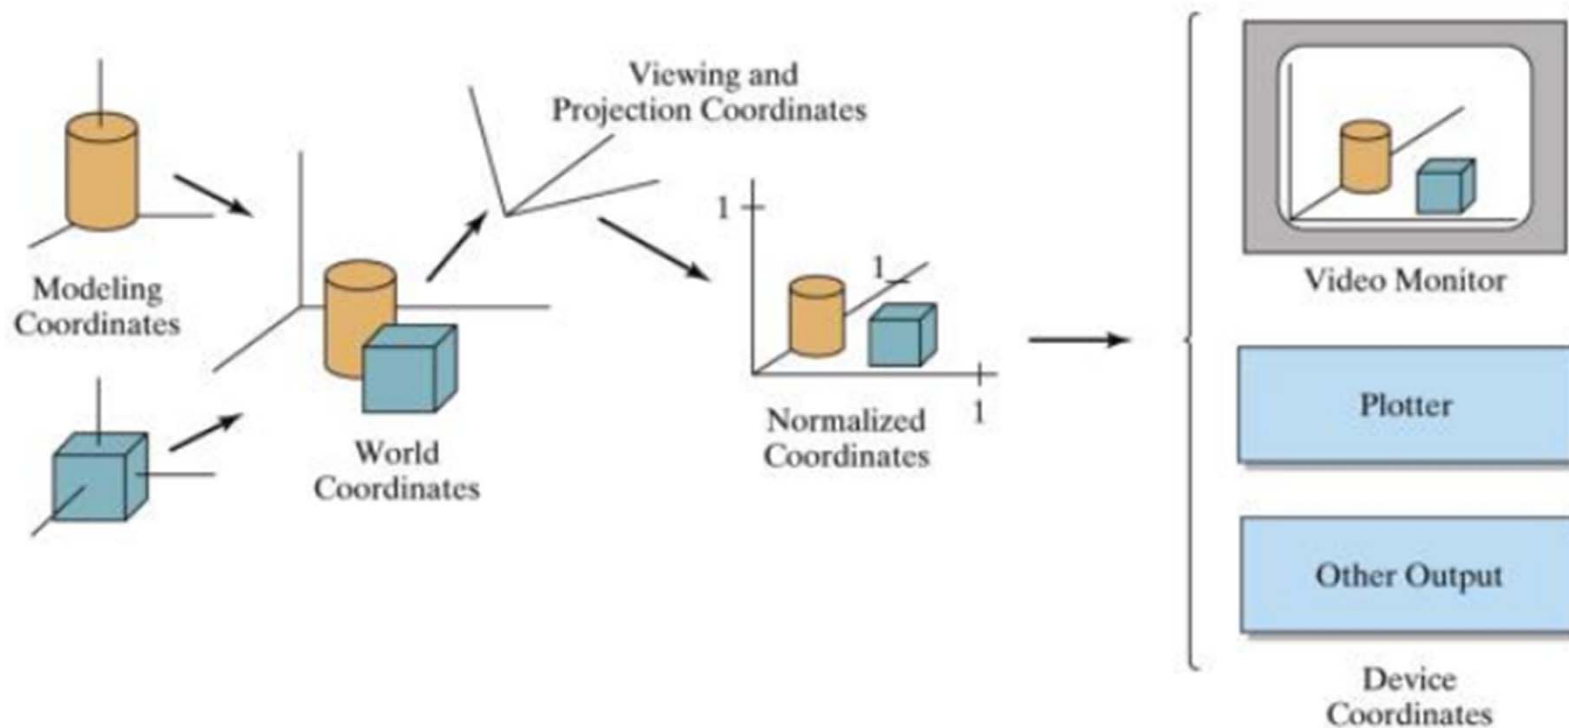 Viewing and
Projection Coordinates
Modeling
Coordinates
World
Coordinates
1
1
1
Normalized
Coordinates
Video Monitor
Plotter
Other Output
Device
Coordinates